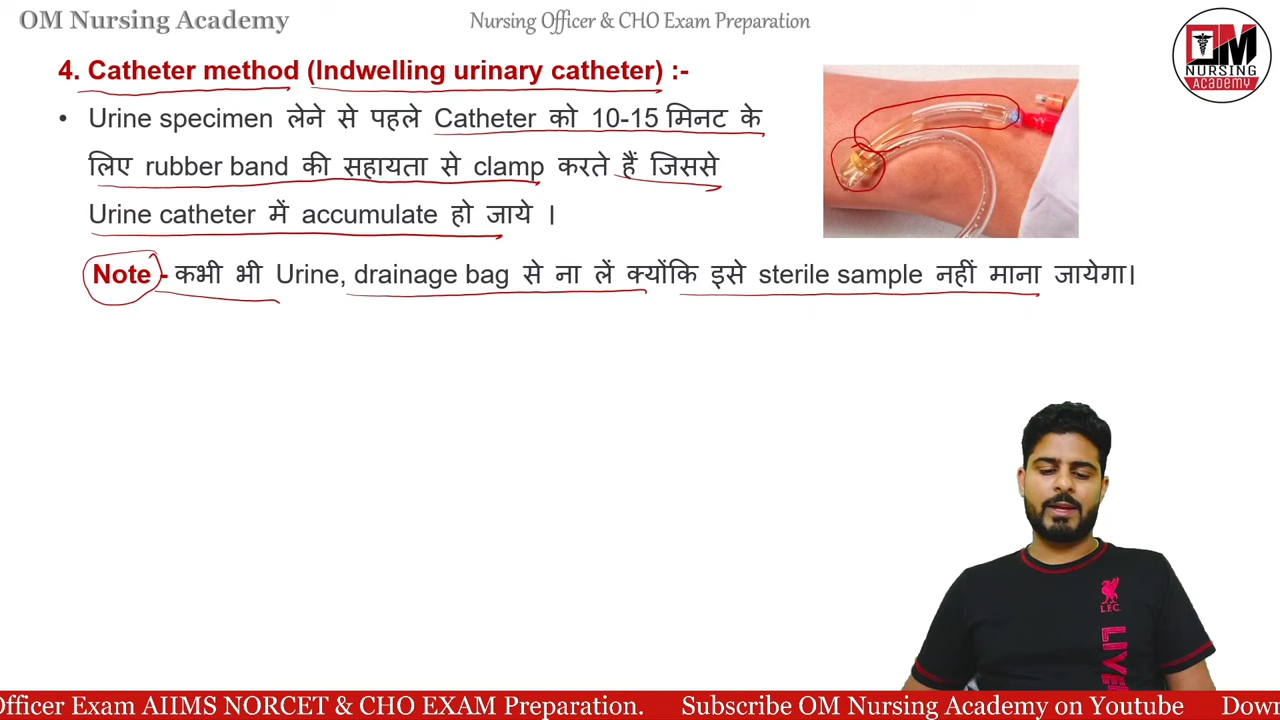 OM Nursing Academy
Nursing Officer & CHO Exam Preparation
OM
NURSING
ACADEMY
4. Catheter method (Indwelling urinary catheter) :-
• Urine specimen लेने से पहले Catheter को 10-15 मिनट के
लिए rubber band की सहायता से clamp करते हैं जिससे
Urine catheter में accumulate हो जाये ।
Note - कभी भी Urine, drainage bag से ना लें क्योंकि इसे sterile sample नहीं माना जायेगा।
L.F.C.
Officer Exam AIIMS NORCET & CHO EXAM Preparation. Subscribe OM Nursing Academy on Youtube